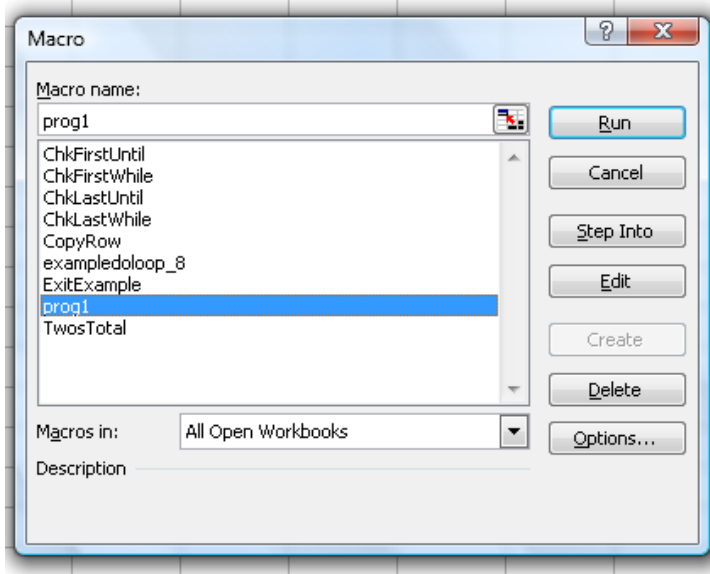 Macro
?
X
Macro name:
prog1
Run
ChkFirstUntil
ChkFirstWhile
ChkLastUntil
ChkLastWhile
CopyRow
exampledoloop_8
ExitExample
prog1
TwosTotal
Cancel
Step Into
Edit
Create
Delete
Macros in: All Open Workbooks
Options...
Description